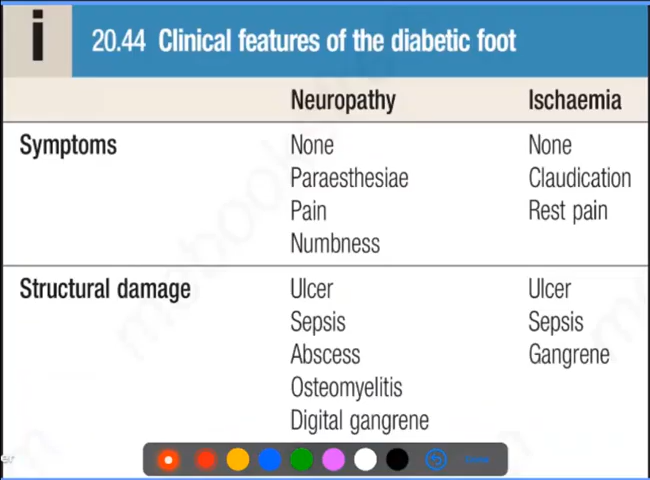 i
20.44 Clinical features of the diabetic foot
Neuropathy Ischaemia
Symptoms None None
Paraesthesiae Claudication
Pain Rest pain
Numbness
Structural damage Ulcer Ulcer
Sepsis Sepsis
Abscess Gangrene
Osteomyelitis
Digital gangrene
er